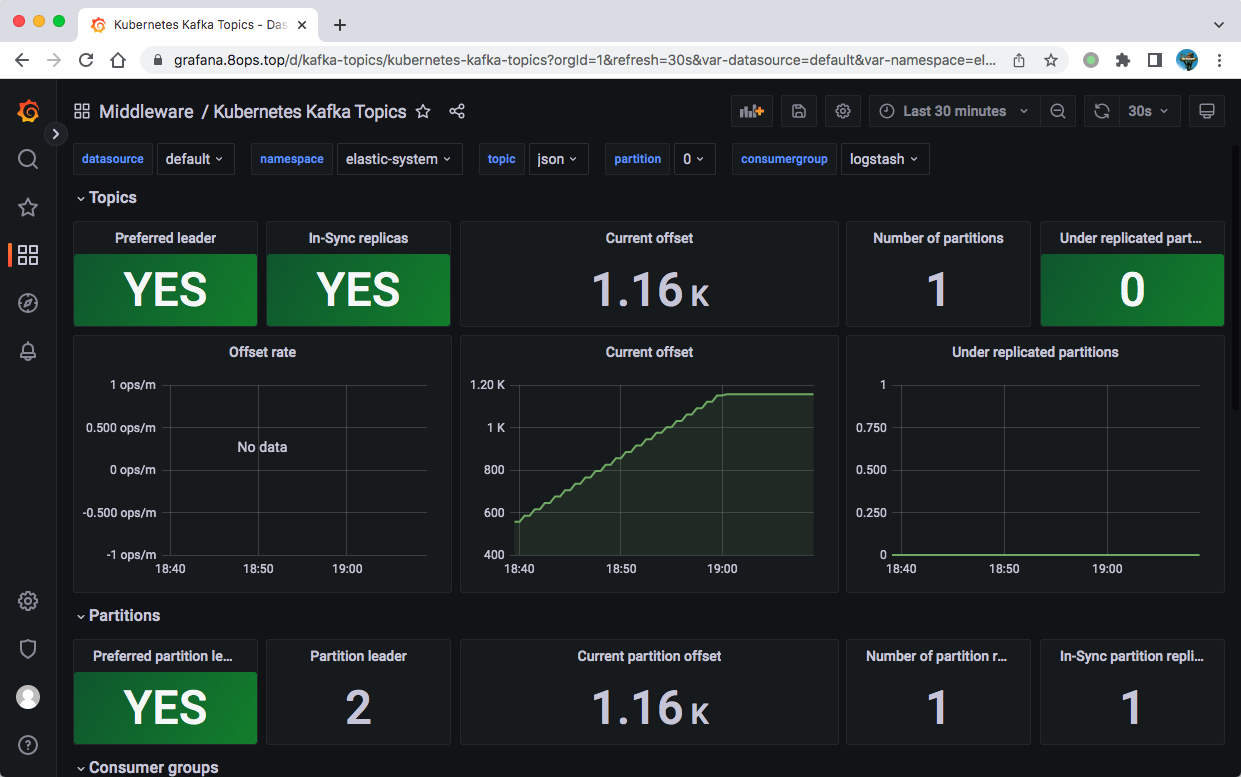 Kubernetes Kafka Topics - Das
grafana.8ops.top/d/kafka-topics/kubernetes-kafka-topics?orgId=1&refresh=30s&var-datasource=default&var-namespace=el...
Middleware / Kubernetes Kafka Topics
Last 30 minutes
30s
datasource default namespace elastic-system topic json partition 0 consumergroup logstash
Topics
Preferred leader
YES
In-Sync replicas
YES
Current offset
1.16 K
Number of partitions
1
Under replicated part...
0
Offset rate
1 ops/m
0.500 ops/m
0 ops/m
-0.500 ops/m
-1 ops/m
No data
18:40 18:50 19:00
Current offset
1.20 K
1 K
800
600
400
18:40 18:50 19:00
Under replicated partitions
1
0.750
0.500
0.250
0
18:40 18:50 19:00
Partitions
Preferred partition le...
YES
Partition leader
2
Current partition offset
1.16 K
Number of partition r...
1
In-Sync partition repli...
1
Consumer groups